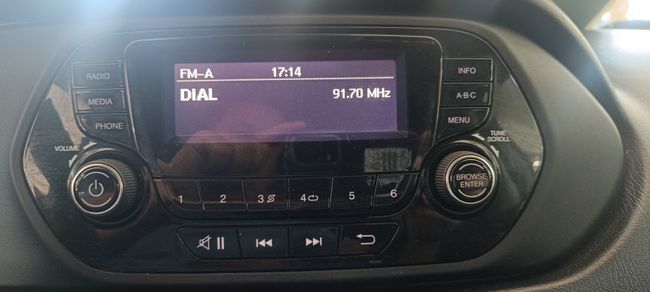 FM-A 17:14
DIAL 91.70 MHz
RADIO
MEDIA
PHONE
VOLUME
INFO
A-B-C
MENU
TUNE
SCROLL
BROWSE
ENTER
1 2 3 4 5 6